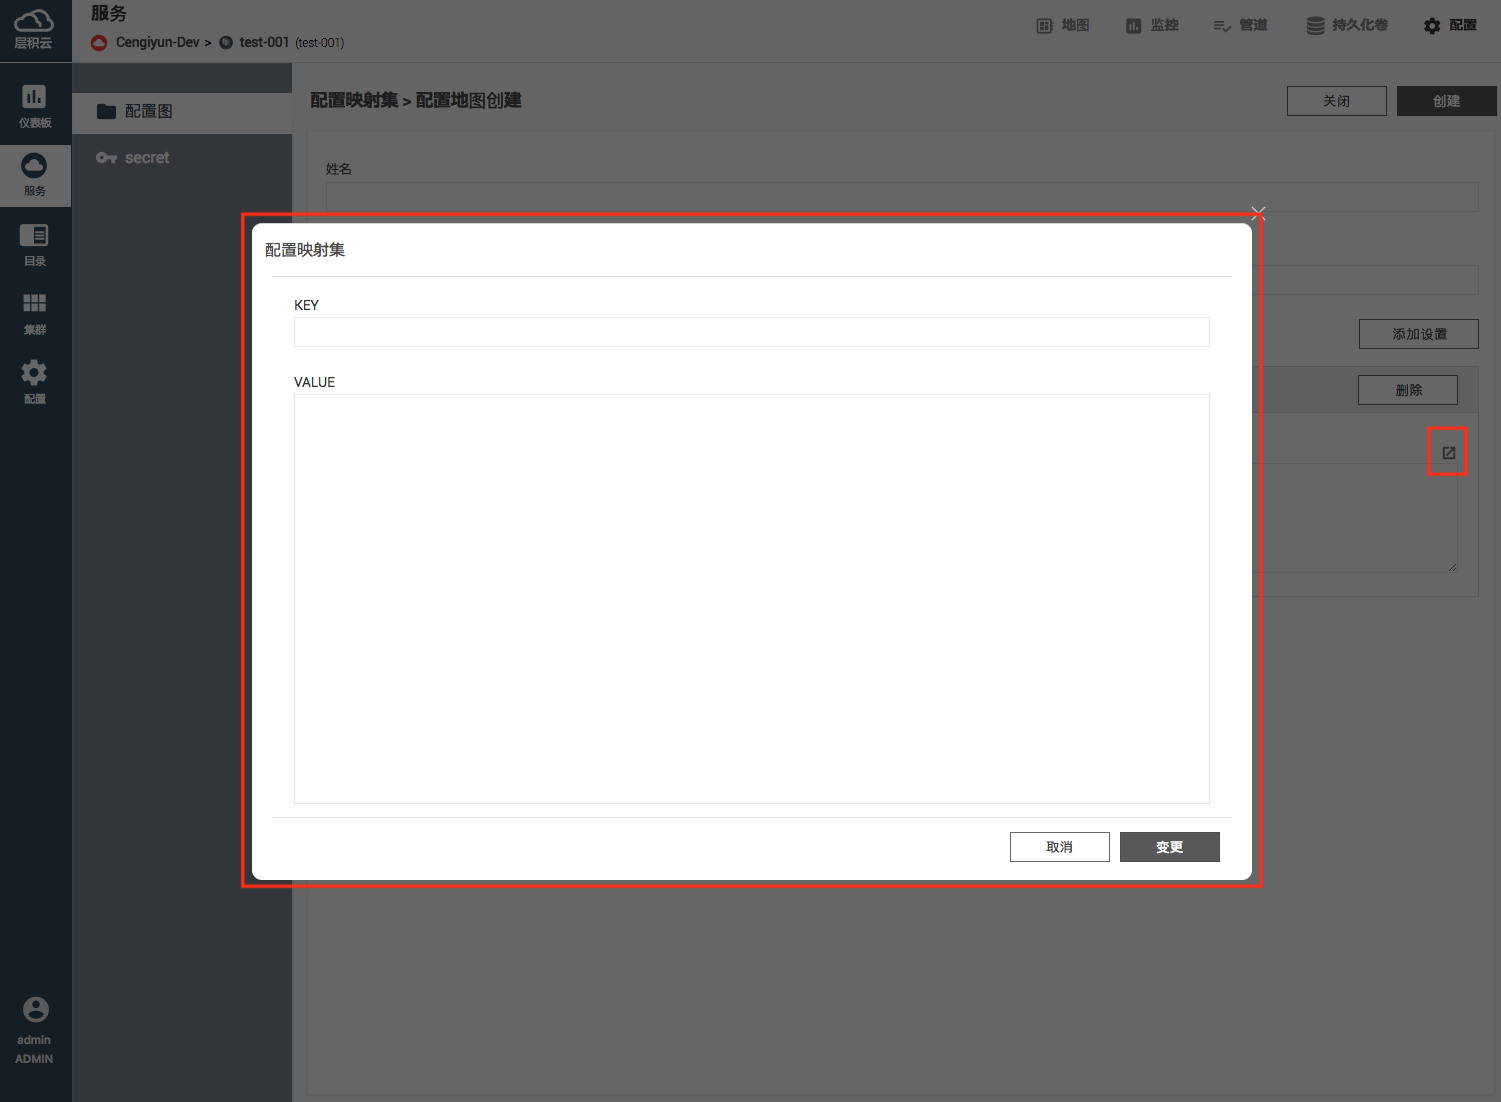 层积云
服务
Cengiyun-Dev > test-001 (test-001)
地图
监控
管道
持久化卷
配置
仪表板
服务
目录
集群
配置
admin
ADMIN
配置图
secret
配置映射集 > 配置地图创建
关闭
创建
姓名
添加设置
删除
配置映射集
KEY
VALUE
取消
变更